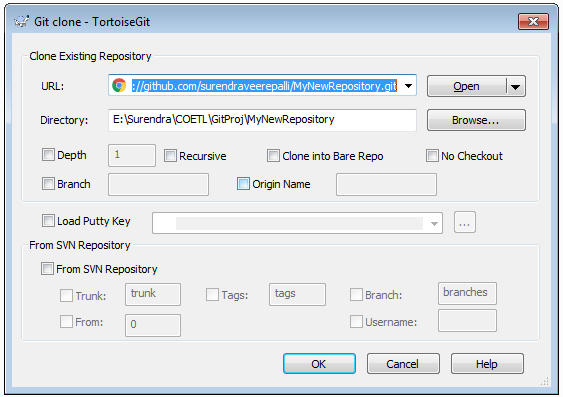 Git clone - TortoiseGit
Clone Existing Repository
URL: ://github.com/surendraveerepalli/MyNewRepository.git Open
Directory: E:\Surendra\COETL\GitProj\MyNewRepository Browse...
Depth 1 Recursive Clone into Bare Repo No Checkout
Branch Origin Name
Load Putty Key ...
From SVN Repository
From SVN Repository
Trunk: trunk Tags: tags Branch: branches
From: 0 Username:
OK Cancel Help